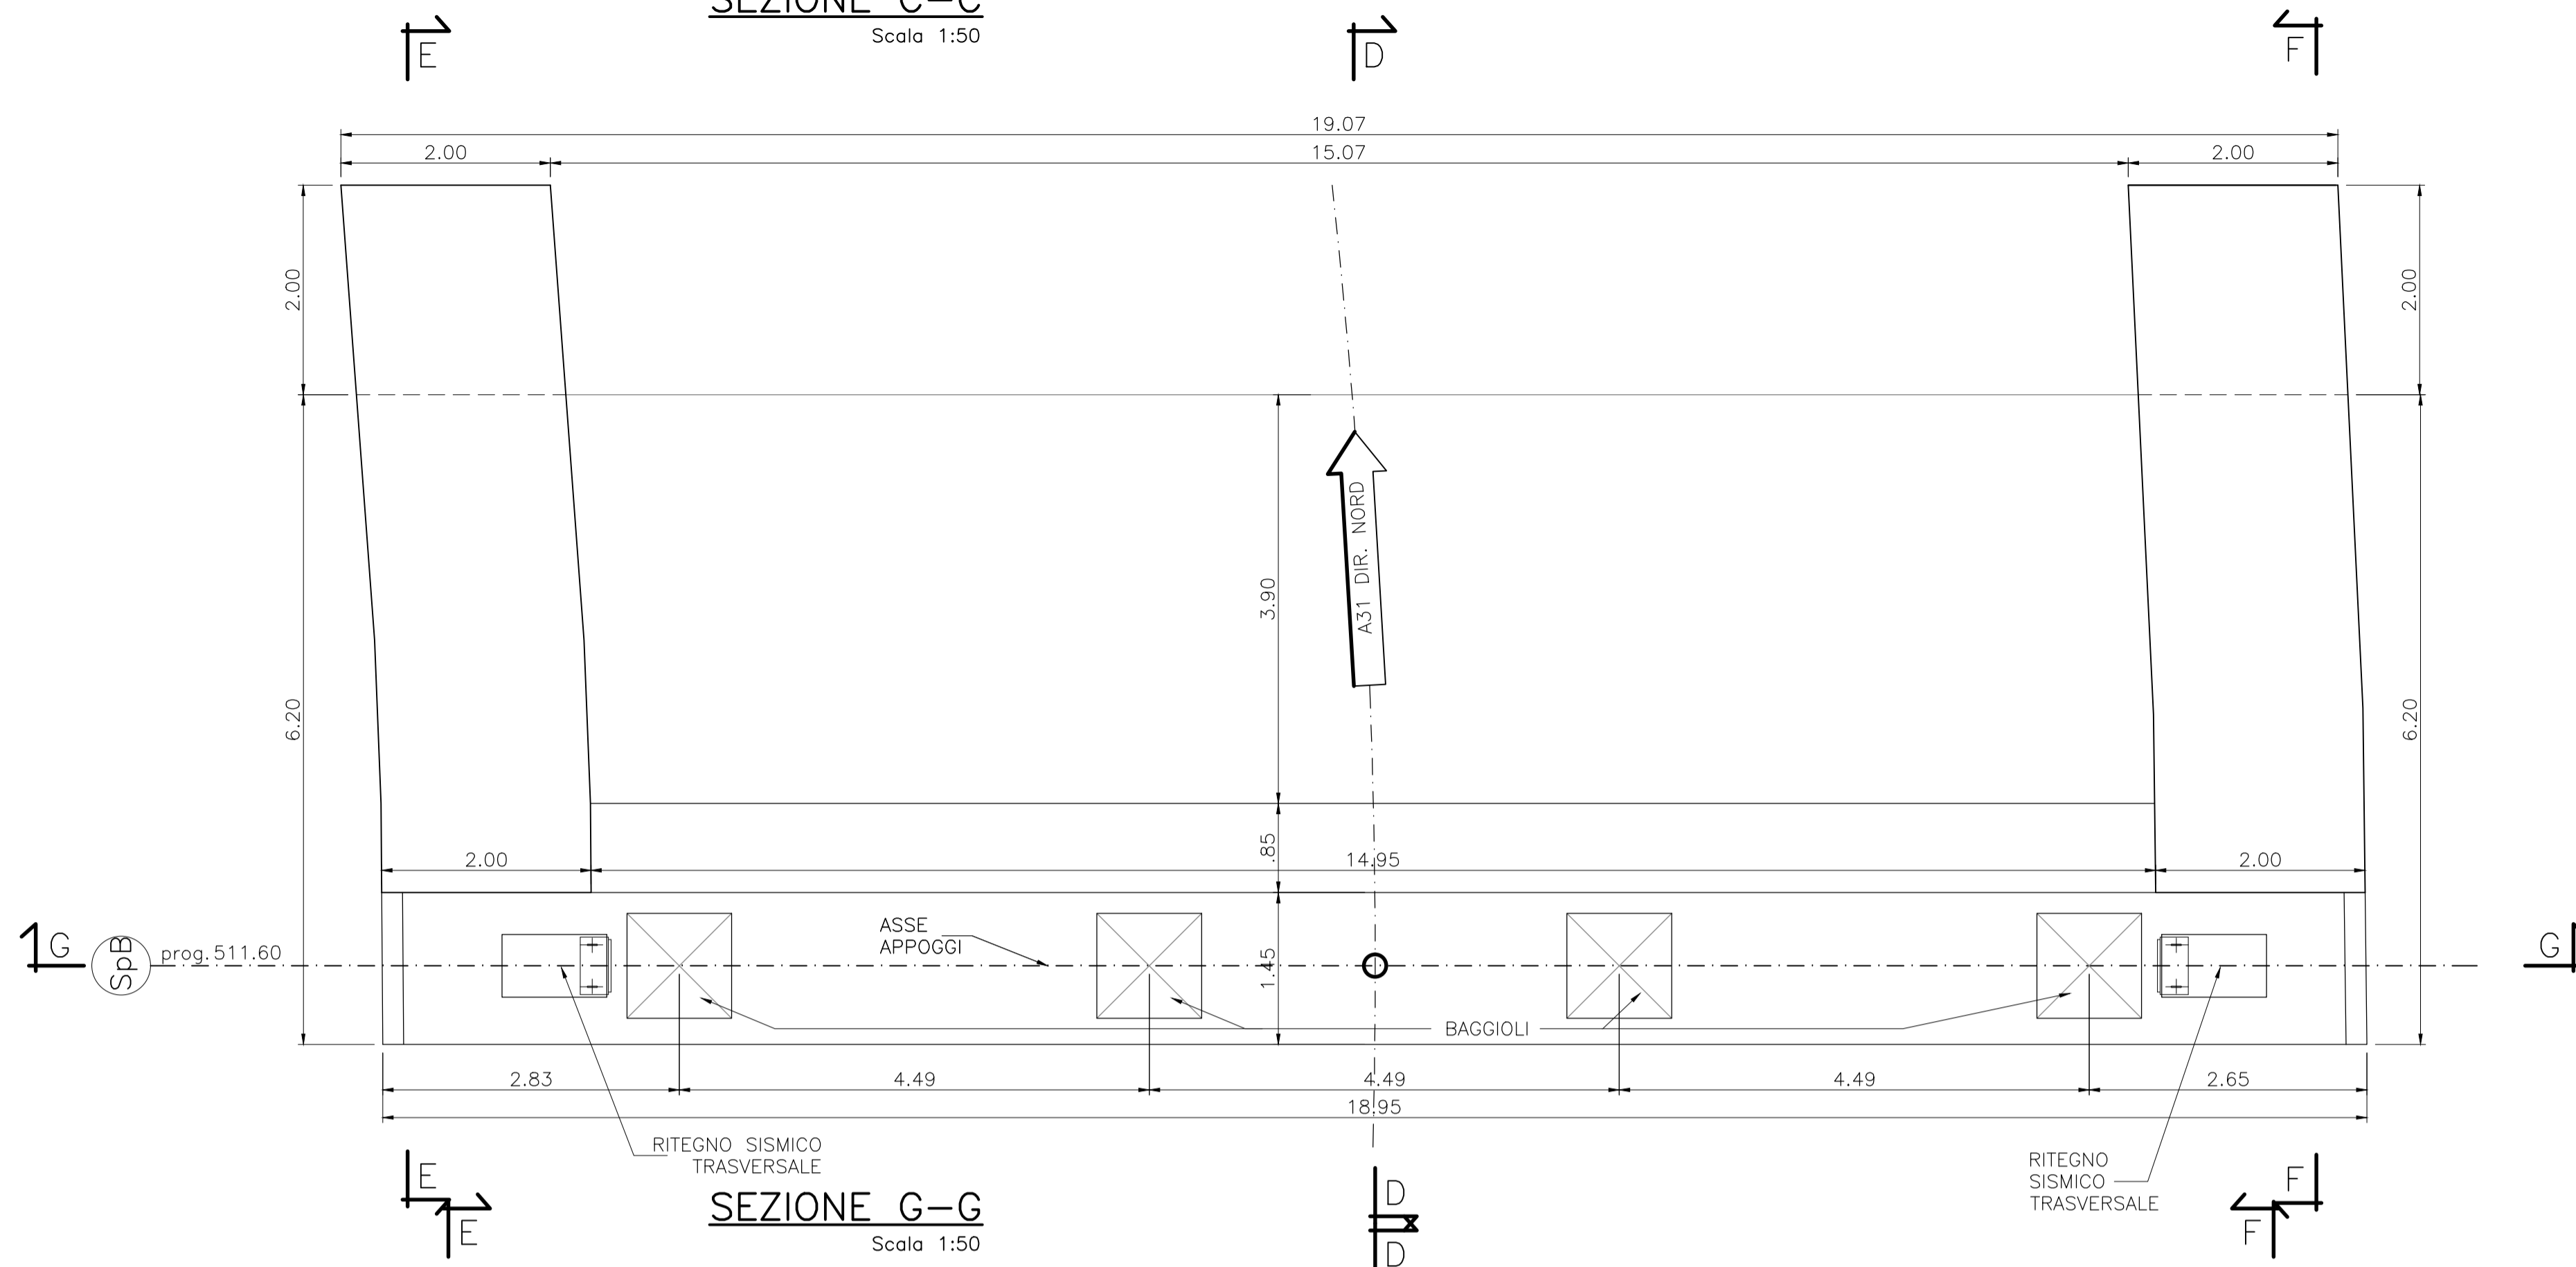 SEZIONE C-C
Scala 1:50
E
D
F
19.07
2.00
15.07
2.00
2.00
2.00
A31 DIR. NORD
3.90
6.20
6.20
.85
2.00
14.95
2.00
G
SpB
prog.511.60
ASSE
APPOGGI
1.45
G
BAGGIOLI
2.83
4.49
4.49
4.49
2.65
18.95
RITEGNO SISMICO
TRASVERSALE
RITEGNO
SISMICO
TRASVERSALE
E
D
F
SEZIONE G-G
Scala 1:50
E
D
F